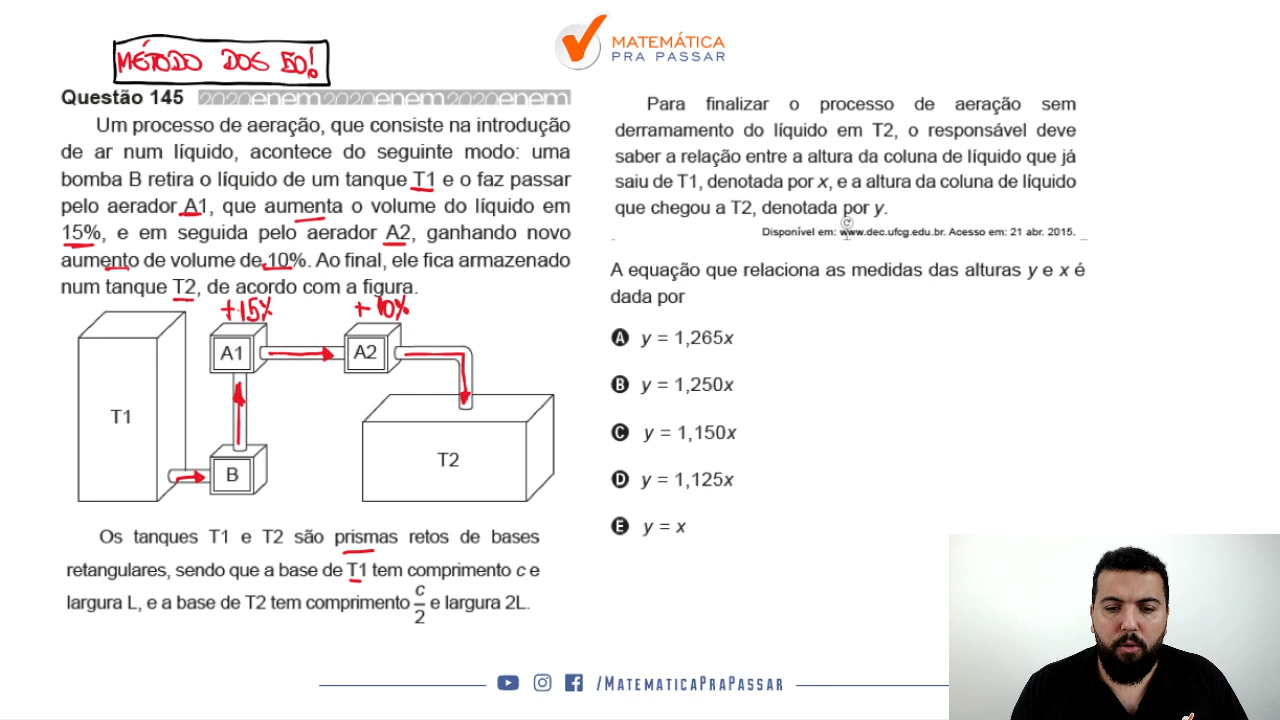 MÉTODO DOS 50!
MATEMÁTICA
PRA PASSAR
Questão 145
2020enem2020enem2020enem
Um processo de aeração, que consiste na introdução
de ar num líquido, acontece do seguinte modo: uma
bomba B retira o líquido de um tanque T1 e o faz passar
pelo aerador A1, que aumenta o volume do líquido em
15%, e em seguida pelo aerador A2, ganhando novo
aumento de volume de 10%. Ao final, ele fica armazenado
num tanque T2, de acordo com a figura.
+15%
+10%
A1
A2
T1
B
T2
Os tanques T1 e T2 são prismas retos de bases
retangulares, sendo que a base de T1 tem comprimento c e
largura L, e a base de T2 tem comprimento c/2 e largura 2L.
Para finalizar o processo de aeração sem
derramamento do líquido em T2, o responsável deve
saber a relação entre a altura da coluna de líquido que já
saiu de T1, denotada por x, e a altura da coluna de líquido
que chegou a T2, denotada por y.
Disponível em: www.dec.ufcg.edu.br. Acesso em: 21 abr. 2015.
A equação que relaciona as medidas das alturas y e x é
dada por
A y = 1,265x
B y = 1,250x
C y = 1,150x
D y = 1,125x
E y = x
/MATEMATICAPRAPASSAR